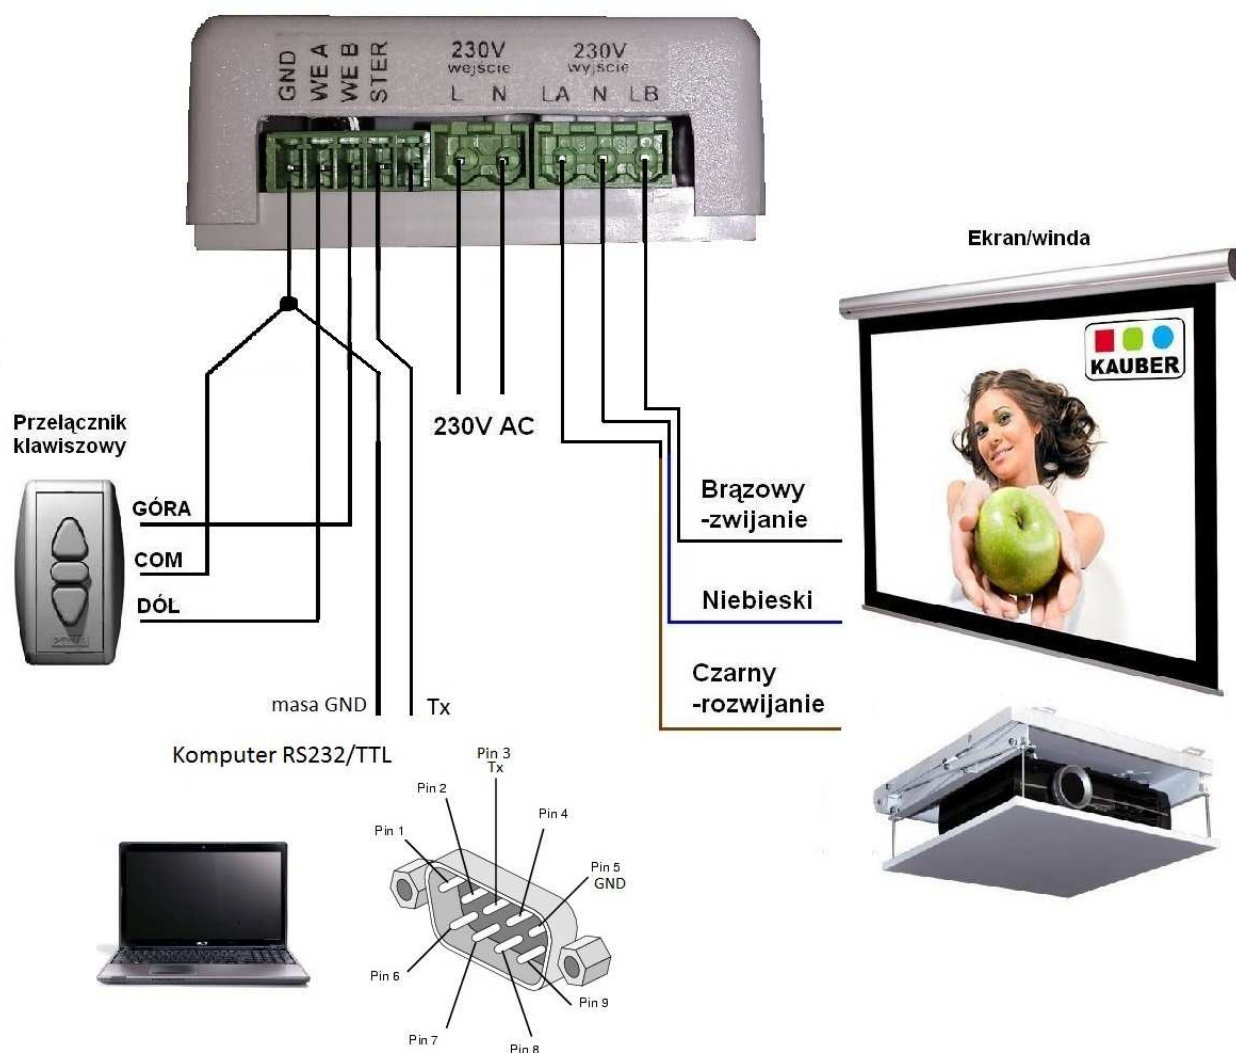 GND
WE A
WE B
STER
230V
wejście
L N
230V
wyjście
LA N LB
Ekran/winda
KAUBER
230V AC
Przełącznik
klawiszowy
GÓRA
COM
DÓL
Brązowy
-zwijanie
Niebieski
Czarny
-rozwijanie
masa GND
Tx
Komputer RS232/TTL
Pin 3
Tx
Pin 2
Pin 4
Pin 1
Pin 5
GND
Pin 6
Pin 9
Pin 7
Pin 8